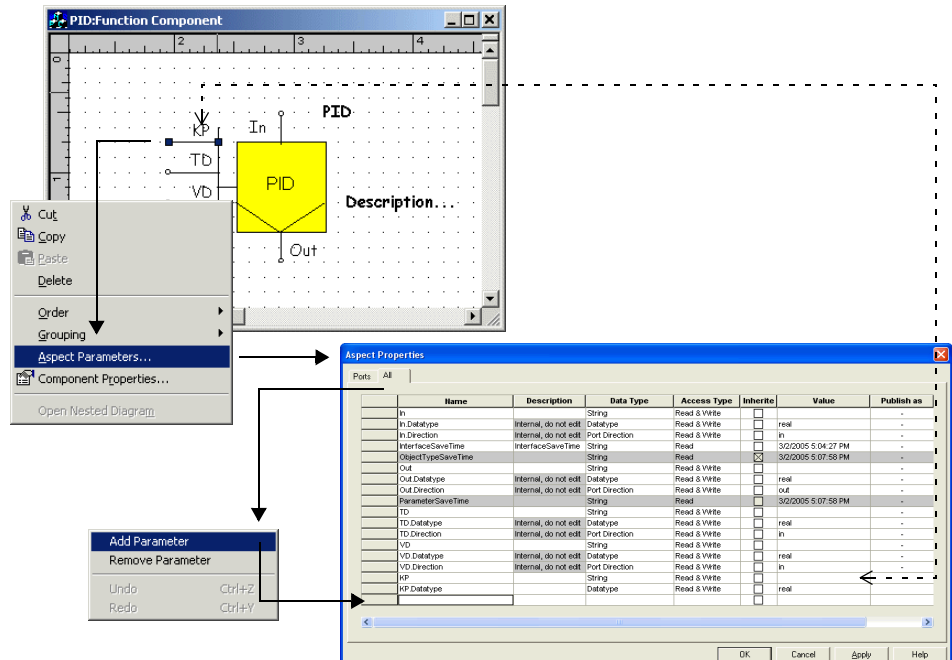 PID:Function Component
2 3 4
0
1
PID
KP In
TD
VD PID
Description...
Out
Cut
Copy
Paste
Delete
Order
Grouping
Aspect Parameters...
Component Properties...
Open Nested Diagram
Aspect Properties
Ports All
Name Description Data Type Access Type Inherite Value Publish as
In String Read & Write -
In.Datatype Internal, do not edit Datatype Read & Write real -
In.Direction Internal, do not edit Port Direction Read & Write in -
InterfaceSaveTime InterfaceSaveTime String Read 3/2/2005 5:04:27 PM -
ObjectTypeSaveTime String Read 3/2/2005 5:07:58 PM -
Out String Read & Write -
Out.Datatype Internal, do not edit Datatype Read & Write real -
Out.Direction Internal, do not edit Port Direction Read & Write out -
ParameterSaveTime String Read 3/2/2005 5:07:58 PM -
TD String Read & Write -
TD.Datatype Internal, do not edit Datatype Read & Write real -
TD.Direction Internal, do not edit Port Direction Read & Write in -
VD String Read & Write -
VD.Datatype Internal, do not edit Datatype Read & Write real -
VD.Direction Internal, do not edit Port Direction Read & Write in -
KP String Read & Write -
KP.Datatype Datatype Read & Write real -
Add Parameter
Remove Parameter
Undo Ctrl+Z
Redo Ctrl+Y
OK Cancel Apply Help